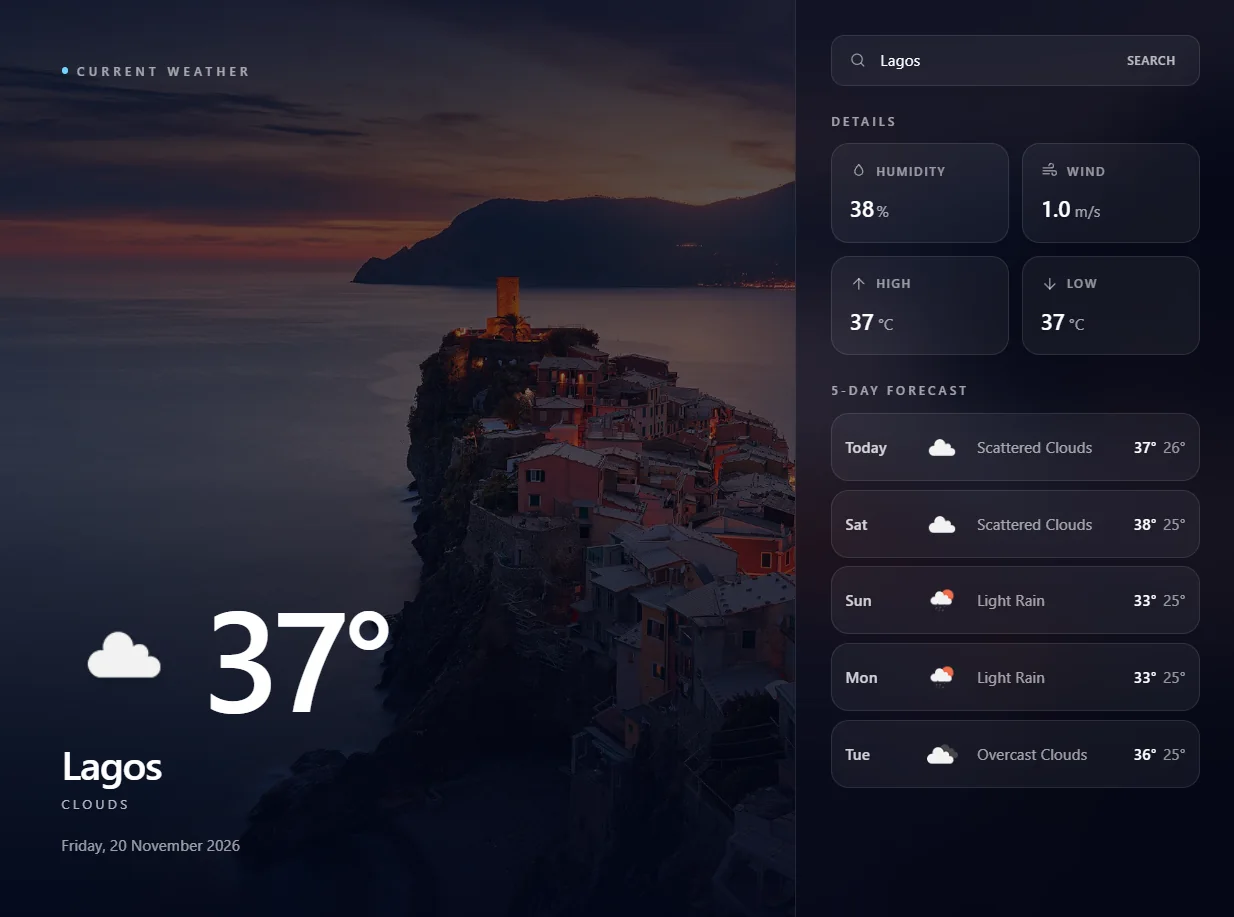 CURRENT WEATHER
37°
Lagos
CLOUDS
Friday, 20 November 2026
Lagos SEARCH
DETAILS
HUMIDITY
38%
WIND
1.0 m/s
HIGH
37 °C
LOW
37 °C
5-DAY FORECAST
Today Scattered Clouds 37° 26°
Sat Scattered Clouds 38° 25°
Sun Light Rain 33° 25°
Mon Light Rain 33° 25°
Tue Overcast Clouds 36° 25°